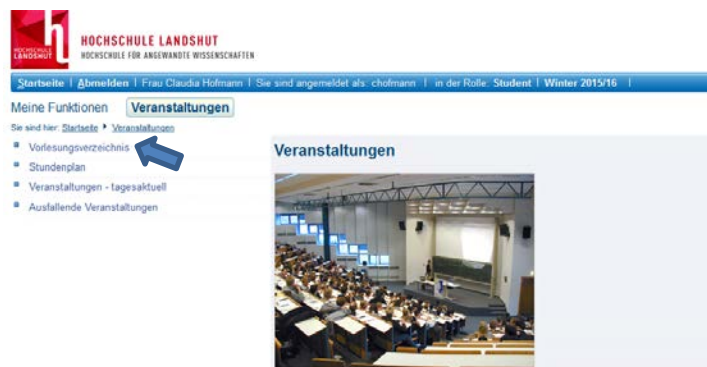 HOCHSCHULE LANDSHUT
HOCHSCHULE LANDSHUT
HOCHSCHULE FÜR ANGEWANDTE WISSENSCHAFTEN
Startseite | Abmelden | Frau Claudia Hofmann | Sie sind angemeldet als: chofmann | in der Rolle: Student | Winter 2015/16 |
Meine Funktionen Veranstaltungen
Sie sind hier: Startseite Veranstaltungen
Vorlesungsverzeichnis
Veranstaltungen
Stundenplan
Veranstaltungen - tagesaktuell
Ausfallende Veranstaltungen